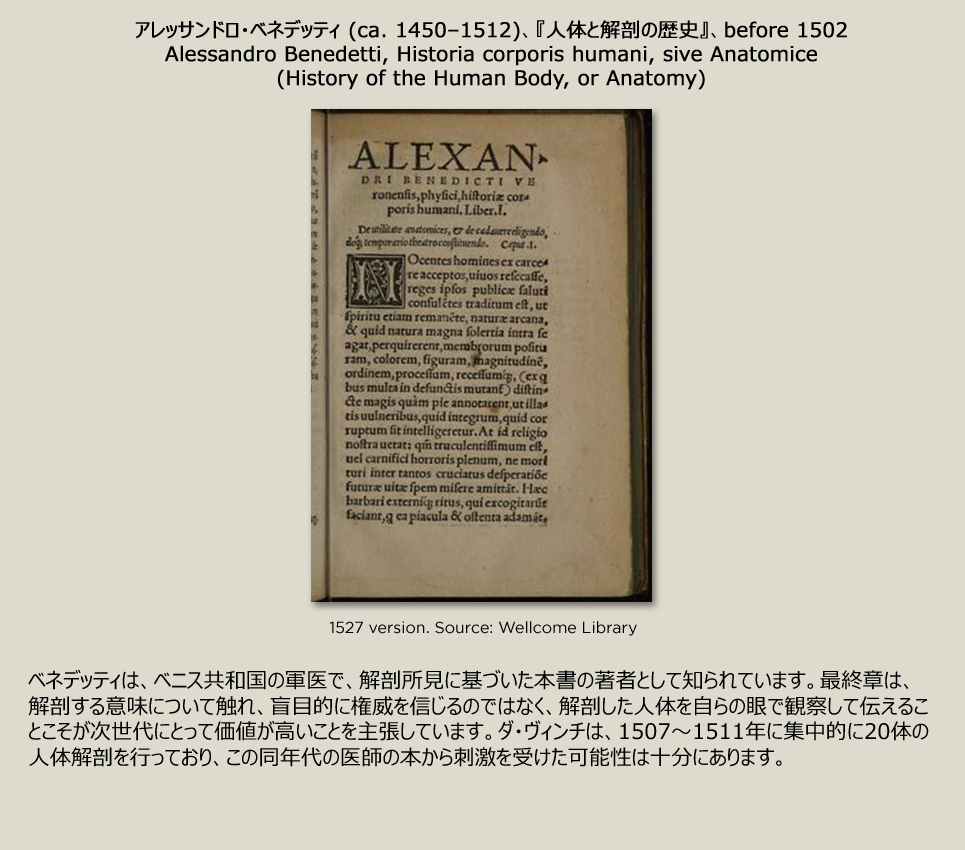 アレッサンドロ・ベネデッティ (ca. 1450–1512)、『人体と解剖の歴史』、before 1502
Alessandro Benedetti, Historia corporis humani, sive Anatomice
(History of the Human Body, or Anatomy)
ALEXAN-
DRI BENEDICTI VE
ronensis, physici, historiæ cor-
poris humani. Liber. I.
De utilitate anatomices, & de cadavere eligendo,
deq; temporario theatro constituendo. Caput .1.
NOcentes homines ex carce-
re acceptos, uiuos resecasse,
reges ipsos publicæ saluti
consulẽtes traditum est, ut
spiritu etiam remanẽte, naturæ arcana,
& quid natura magna solertia intra se
agat, perquirerent, membrorum positu
ram, colorem, figuram, magnitudinẽ,
ordinem, processum, recessumq;, (ex q
bus multa in defunctis mutanť) distin-
cte magis quàm pie annotarent, ut illa-
tis uulneribus, quid integrum, quid cor
ruptum sit intelligeretur. At id religio
nostra uetat: qm̃ truculentissimum est,
uel carnifici horroris plenum, ne mori
turi inter tantos cruciatus desperatiõe
futuræ uitæ spem misere amittãt. Hæc
barbari externiq; ritus, qui excogitarũt
faciant, q ea piacula & ostenta adamãt,
1527 version. Source: Wellcome Library
ベネデッティは、ベニス共和国の軍医で、解剖所見に基づいた本書の著者として知られています。最終章は、
解剖する意味について触れ、盲目的に権威を信じるのではなく、解剖した人体を自らの眼で観察して伝えるこ
とこそが次世代にとって価値が高いことを主張しています。ダ・ヴィンチは、1507～1511年に集中的に20体の
人体解剖を行っており、この同年代の医師の本から刺激を受けた可能性は十分にあります。